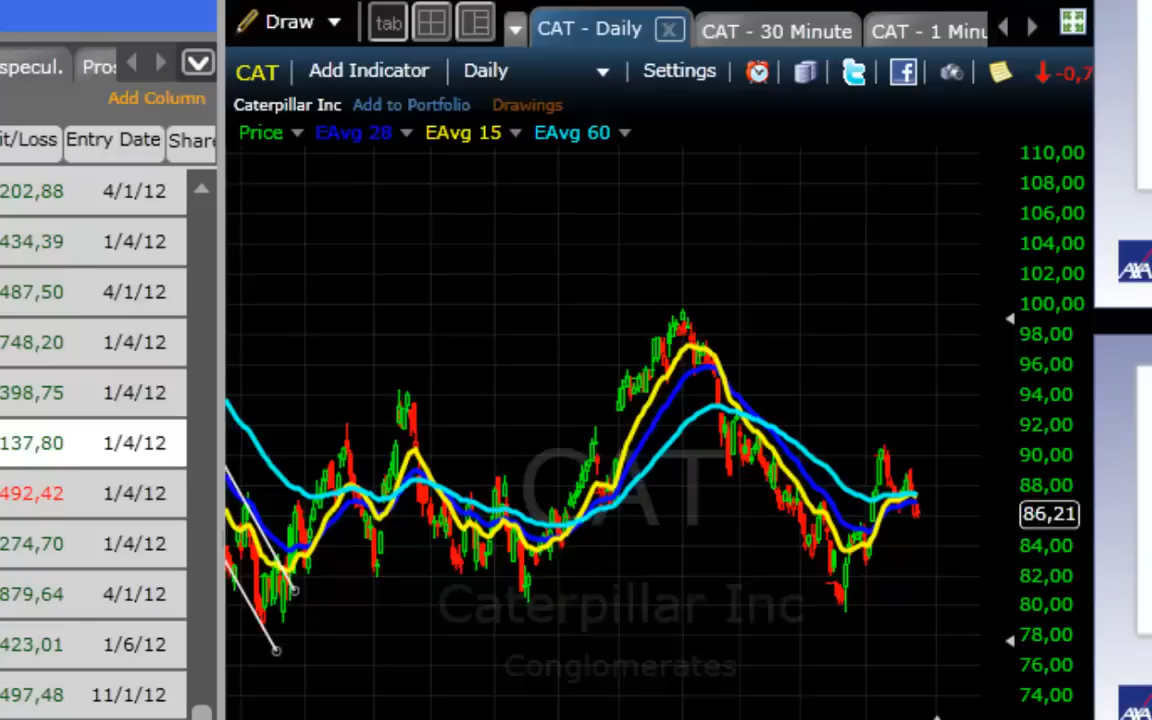 Draw tab CAT - Daily CAT - 30 Minute CAT - 1 Minu
specul. Pros
CAT Add Indicator Daily Settings -0,7
Add Column
Caterpillar Inc Add to Portfolio Drawings
it/Loss Entry Date Share
Price EAvg 28 EAvg 15 EAvg 60
202,88 4/1/12
434,39 1/4/12
487,50 4/1/12
748,20 1/4/12
398,75 1/4/12
137,80 1/4/12
492,42 1/4/12
274,70 1/4/12
879,64 4/1/12
423,01 1/6/12
497,48 11/1/12
110,00
108,00
106,00
104,00
102,00
100,00
98,00
96,00
94,00
92,00
90,00
88,00
86,21
84,00
82,00
80,00
78,00
76,00
74,00
CAT
Caterpillar Inc
Conglomerates
AXA
AXA